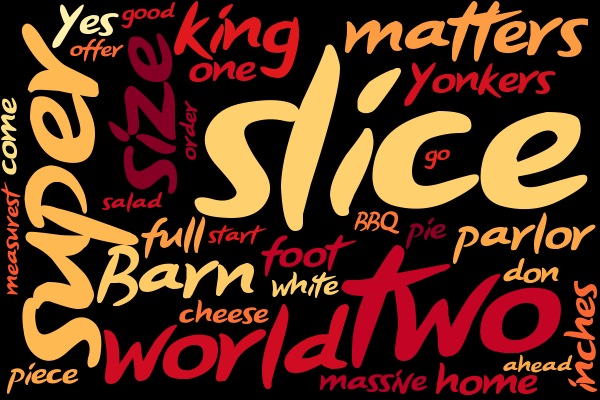 Yes
good
offer
king
one
matters
Yonkers
super
size
come
order
slice
go
measurest
salad
full
start
BBQ
pie
parlor
Barn
foot
white
two
don
cheese
world
inches
piece
massive
home
ahead